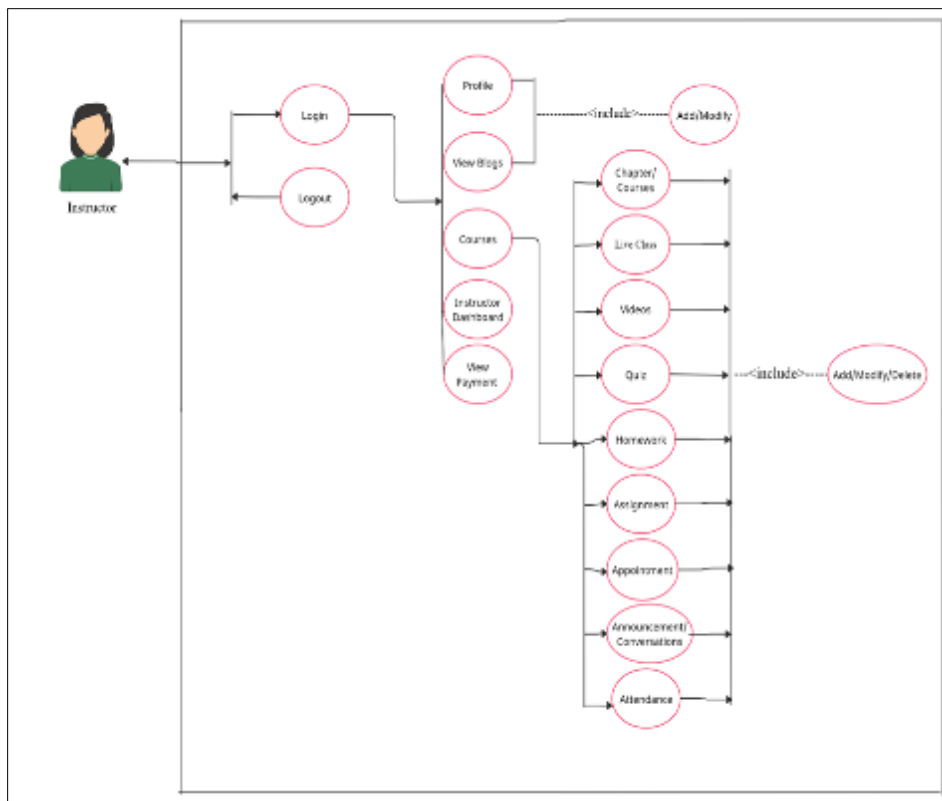 Instructor
Login
Logout
Profile
View Blogs
Courses
Instructor
Dashboard
View
Payment
<include>
Add/Modify
Chapter/
Courses
Live Class
Videos
Quiz
Homework
Assignment
Appointment
Announcement/
Conversations
Attendance
<include>
Add/Modify/Delete